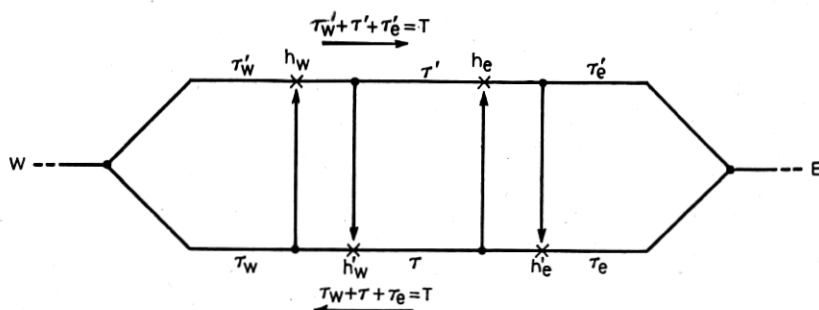 τ'w+τ'+τ'e=T
τ'w hw τ' he τ'e
W E
τw h'w τ h'e τe
τw+τ+τe=T